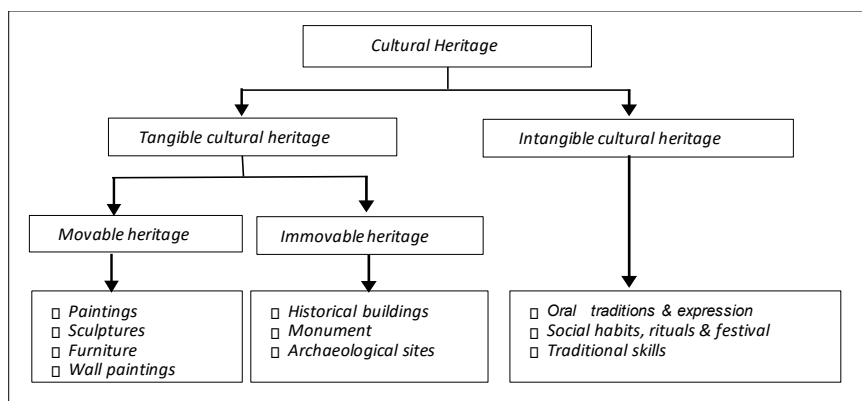 Cultural Heritage
Tangible cultural heritage
Intangible cultural heritage
Movable heritage
Immovable heritage
Paintings
Sculptures
Furniture
Wall paintings
Historical buildings
Monument
Archaeological sites
Oral traditions & expression
Social habits, rituals & festival
Traditional skills